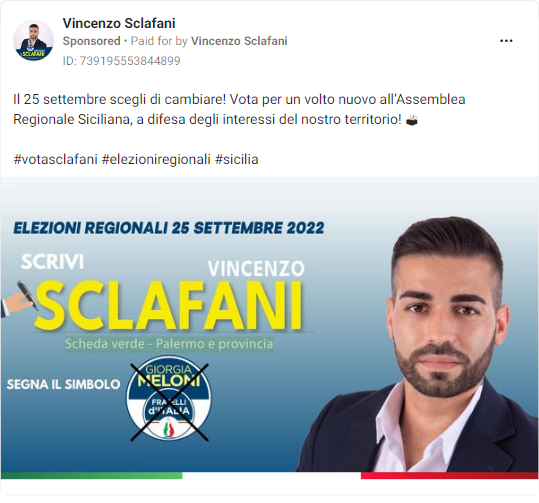 Vincenzo Sclafani
Sponsored • Paid for by Vincenzo Sclafani
ID: 739195553844899
Il 25 settembre scegli di cambiare! Vota per un volto nuovo all'Assemblea
Regionale Siciliana, a difesa degli interessi del nostro territorio! 🗳
#votasclafani #elezioniregionali #sicilia
ELEZIONI REGIONALI 25 SETTEMBRE 2022
SCRIVI
VINCENZO
SCLAFANI
Scheda verde - Palermo e provincia
SEGNA IL SIMBOLO
GIORGIA
MELONI
FRATELLI
d'ITALIA